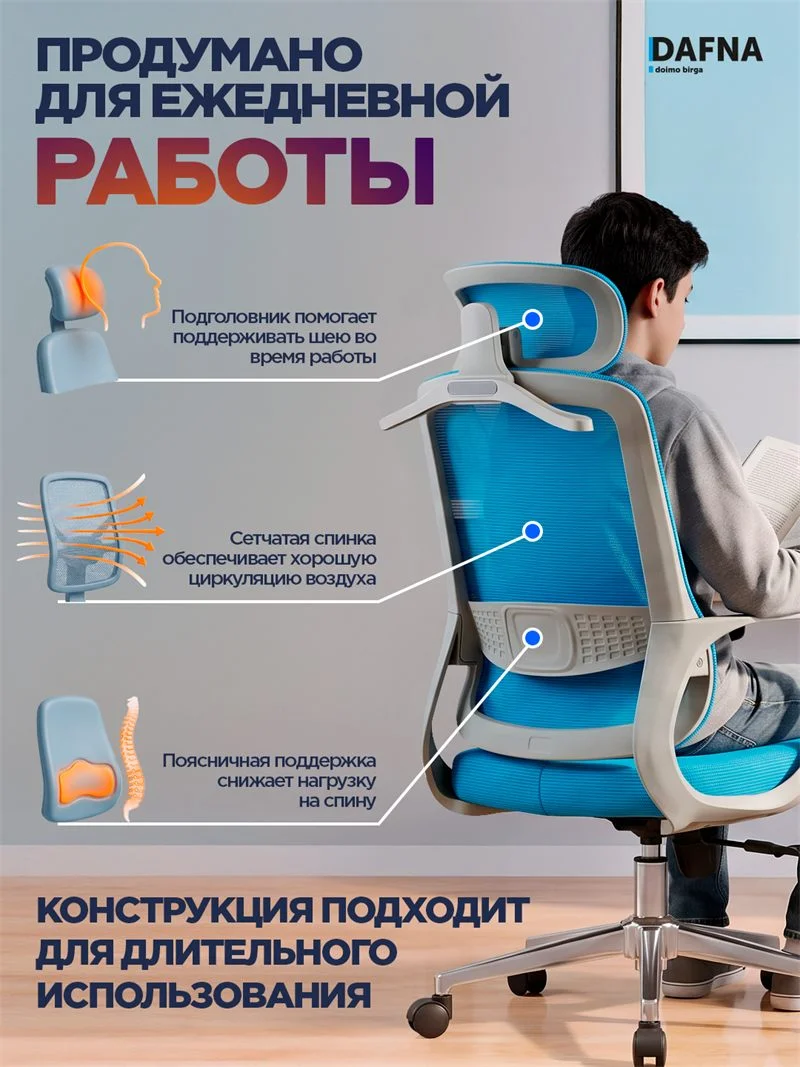 ПРОДУМАНО
ДЛЯ ЕЖЕДНЕВНОЙ
РАБОТЫ
DAFNA
doimo birga
Подголовник помогает
поддерживать шею во
время работы
Сетчатая спинка
обеспечивает хорошую
циркуляцию воздуха
Поясничная поддержка
снижает нагрузку
на спину
КОНСТРУКЦИЯ ПОДХОДИТ
ДЛЯ ДЛИТЕЛЬНОГО
ИСПОЛЬЗОВАНИЯ